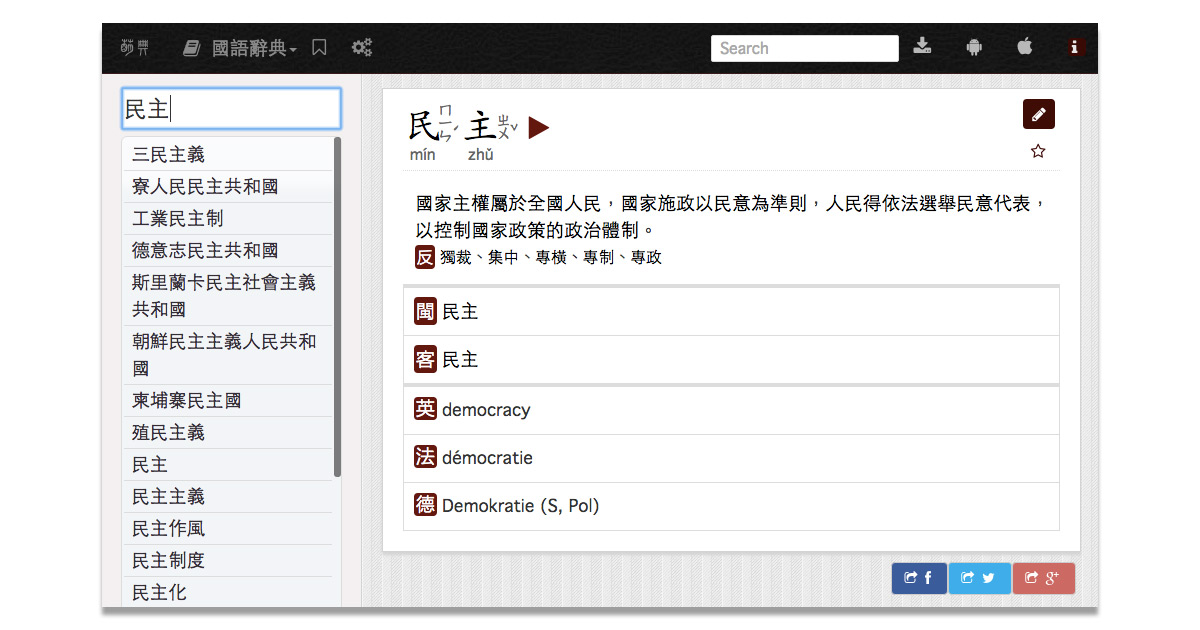 萌典
國語辭典
Search
民主
三民主義
寮人民民主共和國
工業民主制
德意志民主共和國
斯里蘭卡民主社會主義
共和國
朝鮮民主主義人民共和
國
柬埔寨民主國
殖民主義
民主
民主主義
民主作風
民主制度
民主化
民ㄇㄧㄣˊ 主ㄓㄨˇ
mín zhǔ
國家主權屬於全國人民，國家施政以民意為準則，人民得依法選舉民意代表，
以控制國家政策的政治體制。
反 獨裁、集中、專橫、專制、專政
閩 民主
客 民主
英 democracy
法 démocratie
德 Demokratie (S, Pol)